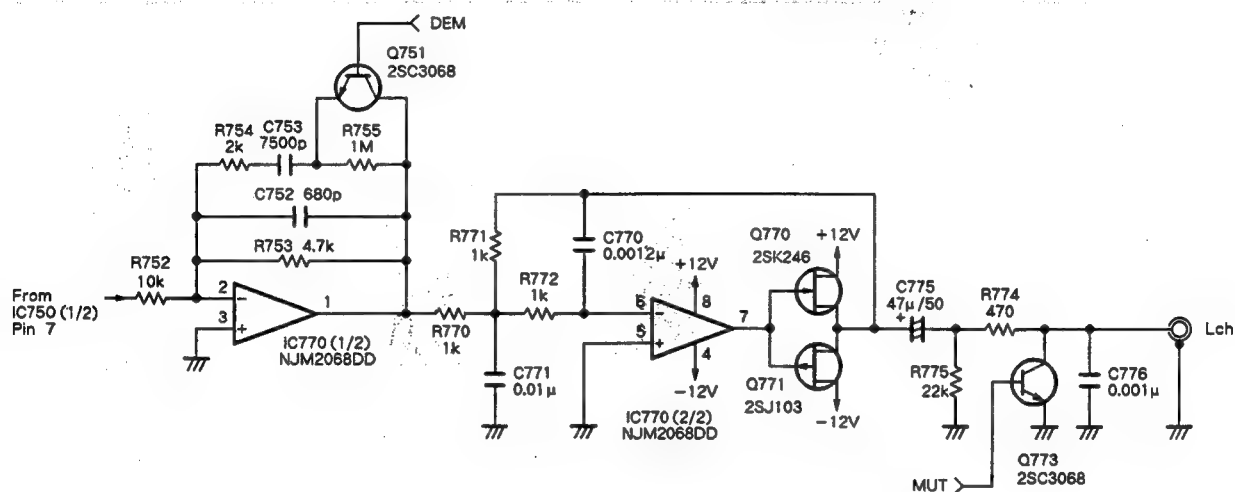 DEM
Q751
2SC3068
R754
2k
C753
7500p
R755
1M
C752 680p
R753 4.7k
R752
10k
From
IC750 (1/2)
Pin 7
2
3
1
IC770 (1/2)
NJM2068DD
R770
1k
R771
1k
R772
1k
C770
0.0012μ
C771
0.01μ
+12V
8
6
5
7
4
-12V
IC770 (2/2)
NJM2068DD
Q770
2SK246
+12V
Q771
2SJ103
-12V
C775
47μ/50
+
R774
470
R775
22k
C776
0.001μ
Lch
Q773
2SC3068
MUT